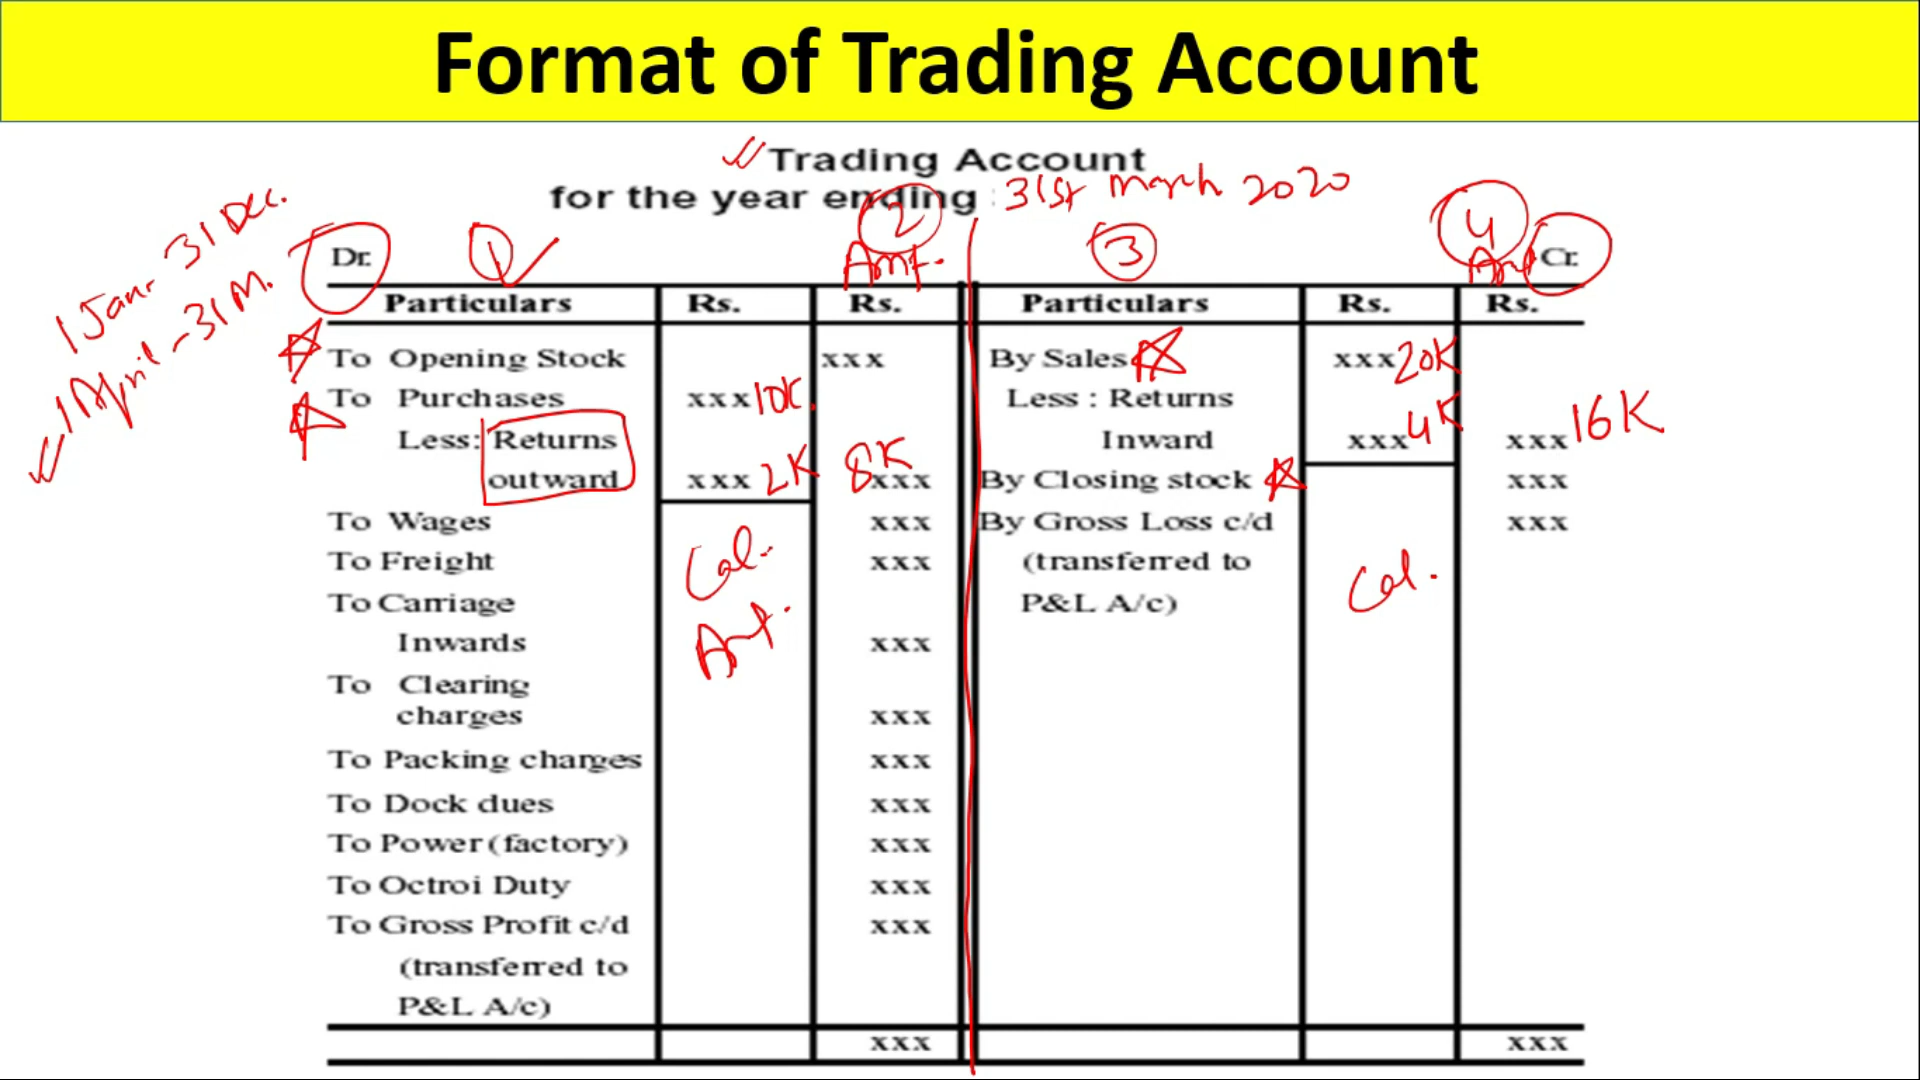 Format of Trading Account
Trading Account
for the year ending 31st March 2020
1 Jan. - 31 Dec.
1 April - 31 M.
Dr. 1 2 Amt. 3 4 Amt Cr.
Particulars Rs. Rs. Particulars Rs. Rs.
To Opening Stock xxx By Sales xxx 20K
To Purchases xxx 10K. Less : Returns
Less: Returns Inward xxx 4K xxx 16K
outward xxx 2K 8K xxx By Closing stock xxx
To Wages xxx By Gross Loss c/d xxx
To Freight Cal. xxx (transferred to Cal.
To Carriage P&L A/c)
Inwards Amt. xxx
To Clearing
charges xxx
To Packing charges xxx
To Dock dues xxx
To Power (factory) xxx
To Octroi Duty xxx
To Gross Profit c/d xxx
(transferred to
P&L A/c)
xxx xxx